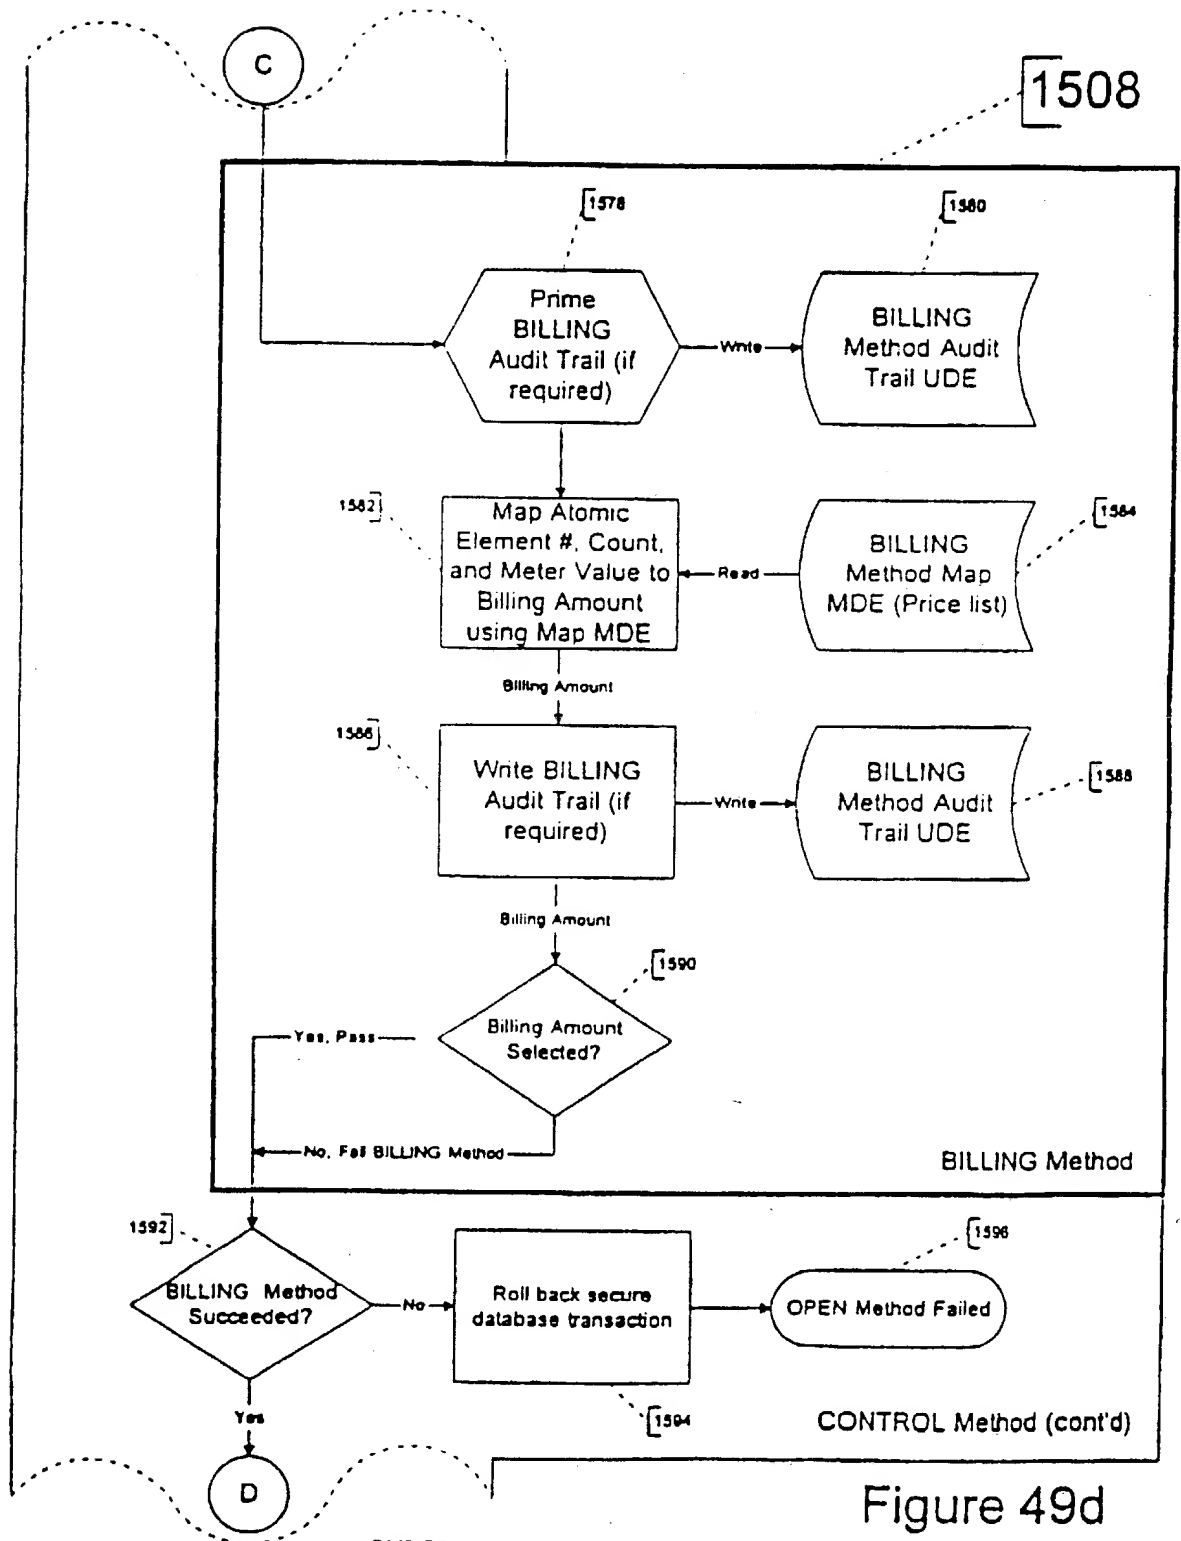 C
1508
1578
1580
Prime
BILLING
Audit Trail (if
required)
Write
BILLING
Method Audit
Trail UDE
1582
Map Atomic
Element #, Count,
and Meter Value to
Billing Amount
using Map MDE
Read
BILLING
Method Map
MDE (Price list)
1584
Billing Amount
1586
Write BILLING
Audit Trail (if
required)
Write
BILLING
Method Audit
Trail UDE
1588
Billing Amount
1590
Billing Amount
Selected?
Yes, Pass
No, Fail BILLING Method
BILLING Method
1592
BILLING Method
Succeeded?
No
Roll back secure
database transaction
1596
OPEN Method Failed
1594
Yes
CONTROL Method (cont'd)
D
Figure 49d